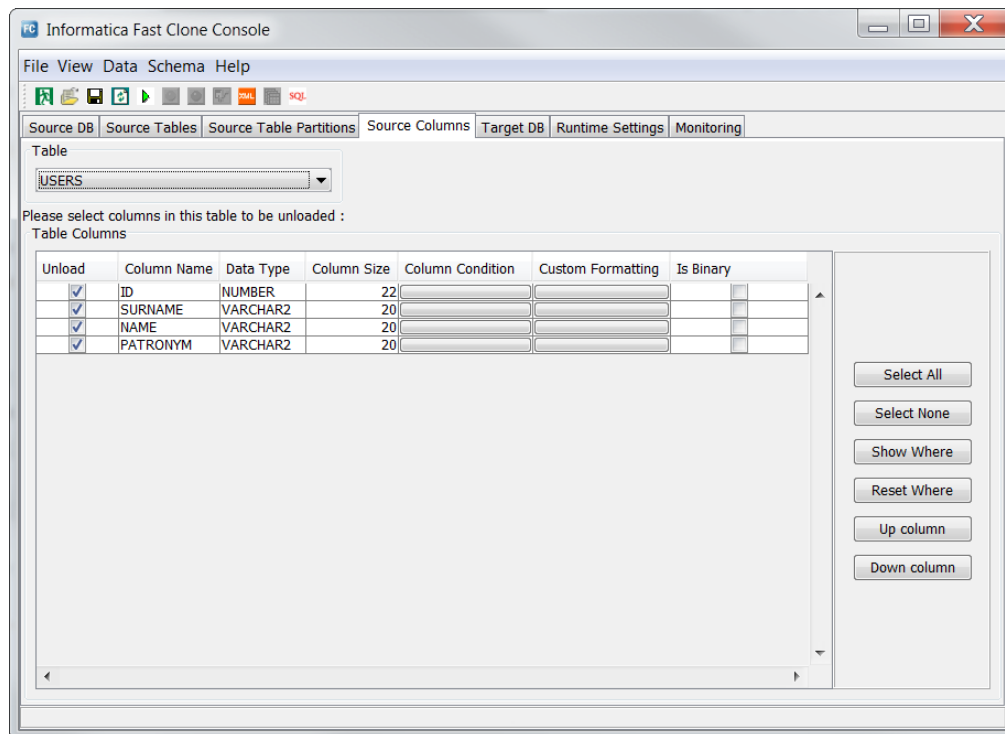 FC Informatica Fast Clone Console
File View Data Schema Help
XML SQL
Source DB Source Tables Source Table Partitions Source Columns Target DB Runtime Settings Monitoring
Table
USERS
Please select columns in this table to be unloaded :
Table Columns
Unload Column Name Data Type Column Size Column Condition Custom Formatting Is Binary
ID NUMBER 22
SURNAME VARCHAR2 20
NAME VARCHAR2 20
PATRONYM VARCHAR2 20
Select All
Select None
Show Where
Reset Where
Up column
Down column